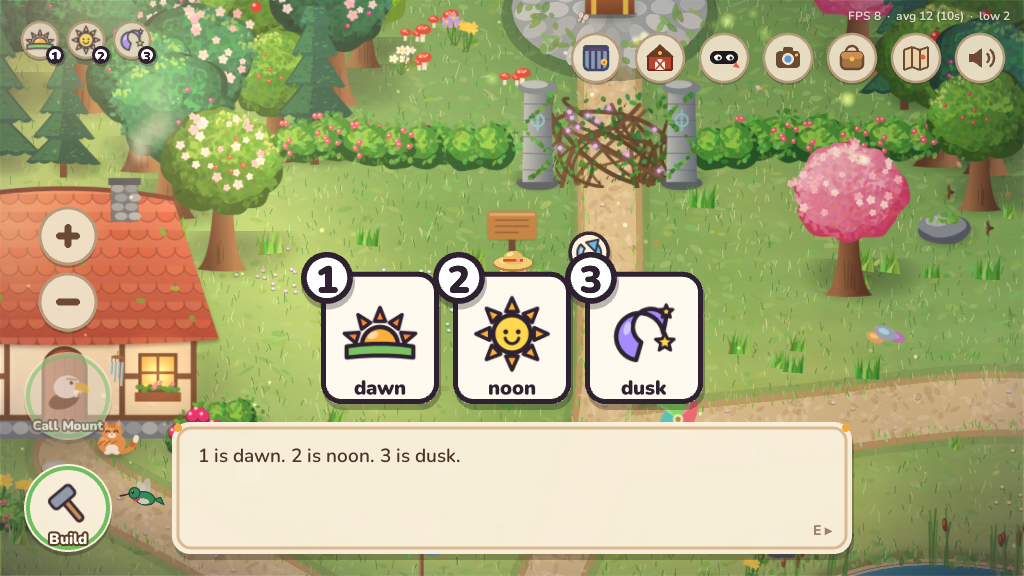 FPS 8 · avg 12 (10s) · low 2
1 2 3
1 2 3
dawn noon dusk
Call Mount
1 is dawn. 2 is noon. 3 is dusk.
E ▸
Build